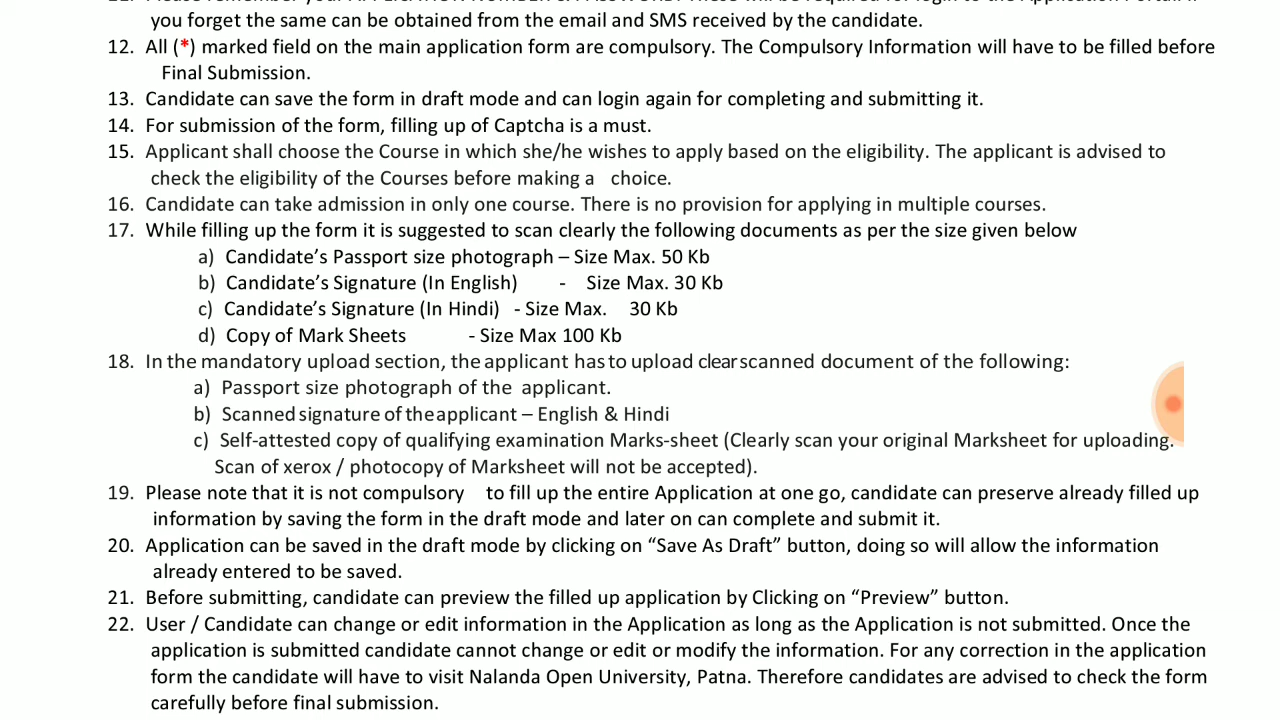 you forget the same can be obtained from the email and SMS received by the candidate.
12. All (*) marked field on the main application form are compulsory. The Compulsory Information will have to be filled before
Final Submission.
13. Candidate can save the form in draft mode and can login again for completing and submitting it.
14. For submission of the form, filling up of Captcha is a must.
15. Applicant shall choose the Course in which she/he wishes to apply based on the eligibility. The applicant is advised to
check the eligibility of the Courses before making a choice.
16. Candidate can take admission in only one course. There is no provision for applying in multiple courses.
17. While filling up the form it is suggested to scan clearly the following documents as per the size given below
a) Candidate's Passport size photograph – Size Max. 50 Kb
b) Candidate's Signature (In English) - Size Max. 30 Kb
c) Candidate's Signature (In Hindi) - Size Max. 30 Kb
d) Copy of Mark Sheets - Size Max 100 Kb
18. In the mandatory upload section, the applicant has to upload clear scanned document of the following:
a) Passport size photograph of the applicant.
b) Scanned signature of the applicant – English & Hindi
c) Self-attested copy of qualifying examination Marks-sheet (Clearly scan your original Marksheet for uploading.
Scan of xerox / photocopy of Marksheet will not be accepted).
19. Please note that it is not compulsory to fill up the entire Application at one go, candidate can preserve already filled up
information by saving the form in the draft mode and later on can complete and submit it.
20. Application can be saved in the draft mode by clicking on “Save As Draft” button, doing so will allow the information
already entered to be saved.
21. Before submitting, candidate can preview the filled up application by Clicking on “Preview” button.
22. User / Candidate can change or edit information in the Application as long as the Application is not submitted. Once the
application is submitted candidate cannot change or edit or modify the information. For any correction in the application
form the candidate will have to visit Nalanda Open University, Patna. Therefore candidates are advised to check the form
carefully before final submission.